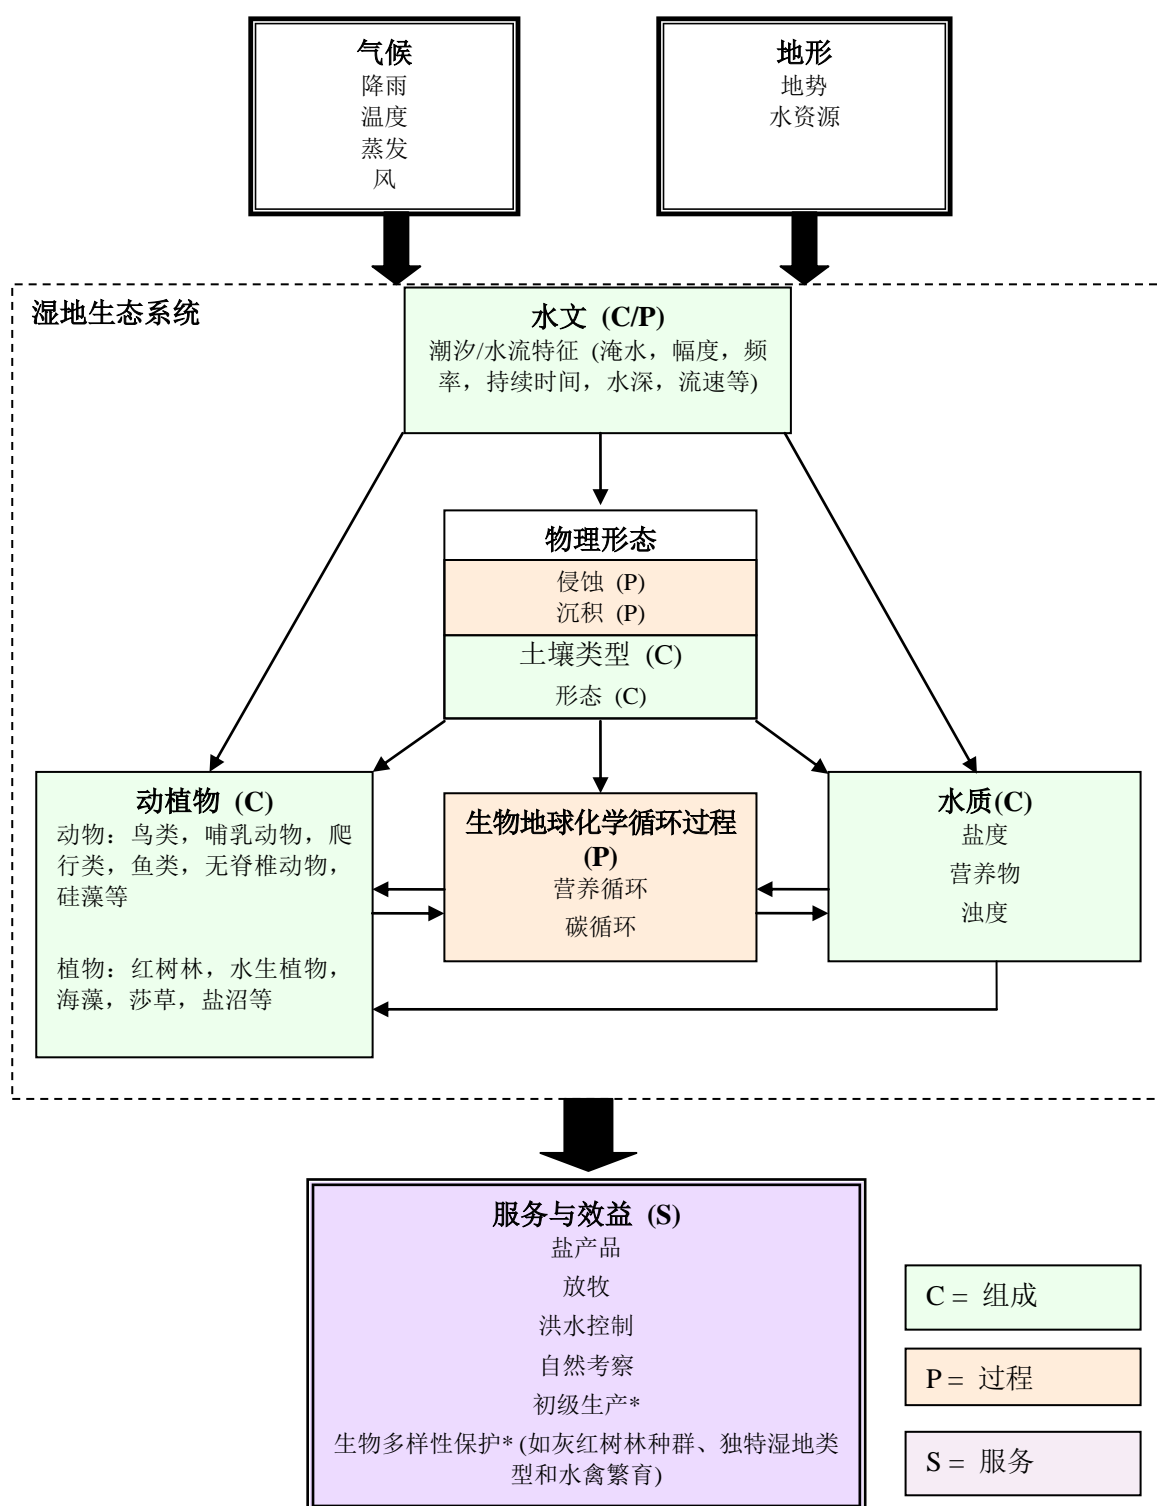 气候
降雨
温度
蒸发
风
地形
地势
水资源
湿地生态系统
水文 (C/P)
潮汐/水流特征 (淹水，幅度，频
率，持续时间，水深，流速等)
物理形态
侵蚀 (P)
沉积 (P)
土壤类型 (C)
形态 (C)
动植物 (C)
动物：鸟类，哺乳动物，爬
行类，鱼类，无脊椎动物，
硅藻等
植物：红树林，水生植物，
海藻，莎草，盐沼等
生物地球化学循环过程
(P)
营养循环
碳循环
水质(C)
盐度
营养物
浊度
服务与效益 (S)
盐产品
放牧
洪水控制
自然考察
初级生产*
生物多样性保护* (如灰红树林种群、独特湿地类
型和水禽繁育)
C = 组成
P = 过程
S = 服务